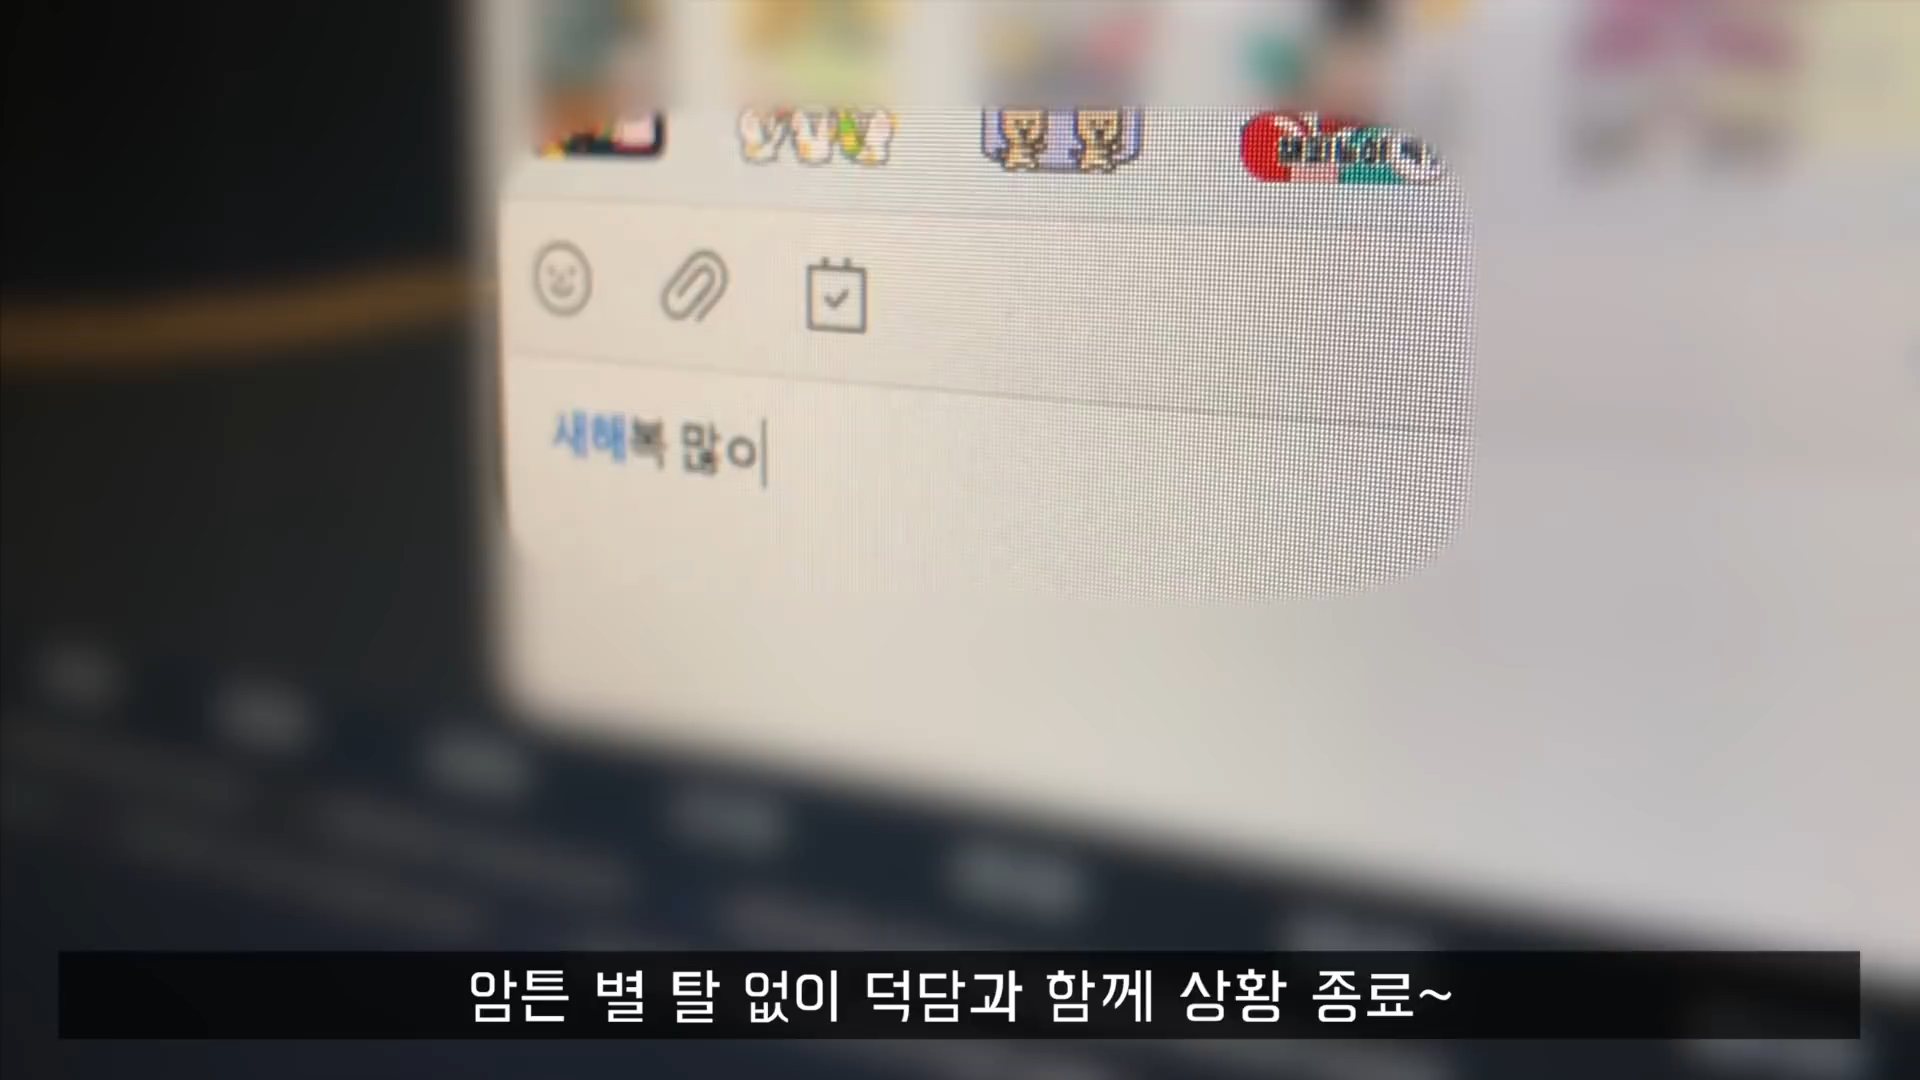 새해복 많이
암튼 별 탈 없이 덕담과 함께 상황 종료~